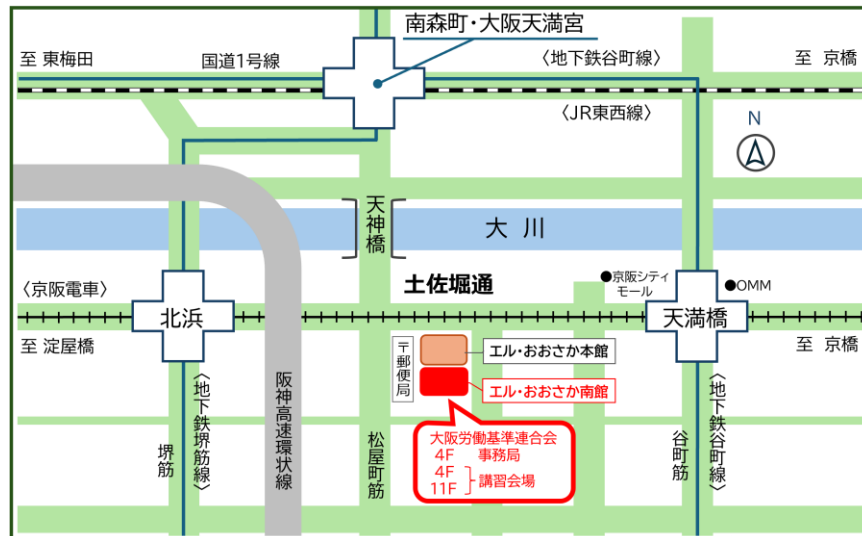 南森町・大阪天満宮
至 東梅田
国道1号線
〈地下鉄谷町線〉
至 京橋
〈JR東西線〉
N
天神橋
大 川
〈京阪電車〉
土佐堀通
●京阪シティ
モール
●OMM
北浜
天満橋
至 淀屋橋
至 京橋
〒郵便局
エル・おおさか本館
エル・おおさか南館
〈地下鉄堺筋線〉
堺筋
阪神高速環状線
松屋町筋
大阪労働基準連合会
4F 事務局
4F
11F
講習会場
谷町筋
〈地下鉄谷町線〉